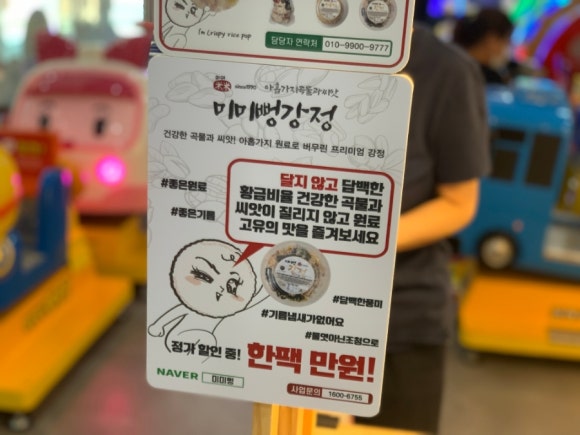 I'm Crispy rice pop
담당자 연락처 010-9900-9777
아홉가지곡물과씨앗
미미뻥강정
건강한 곡물과 씨앗! 아홉가지 원료로 버무린 프리미엄 강정
#좋은원료
#좋은기름
달지 않고 담백한
황금비율 건강한 곡물과
씨앗이 질리지 않고 원료
고유의 맛을 즐겨보세요
#담백한풍미
#기름냄새가없어요
#물엿아닌조청으로
정가 할인 중! 한팩 만원!
NAVER 미미뻥
사업문의 1600-6755